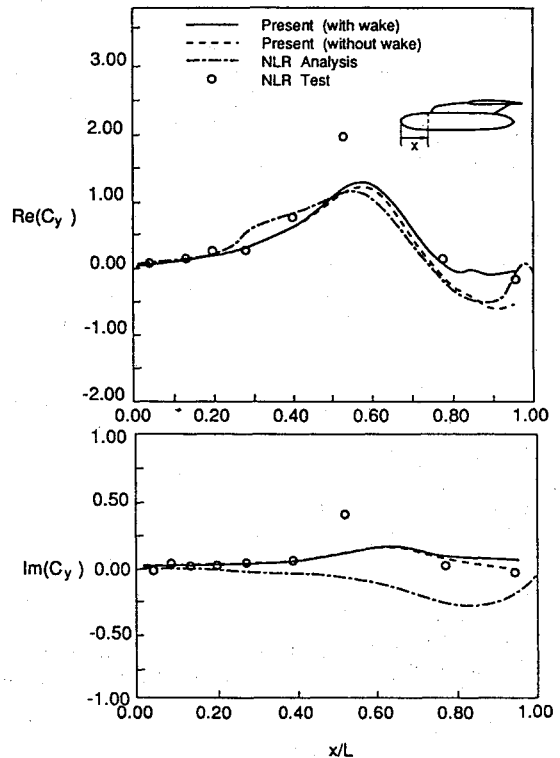 Present (with wake)
Present (without wake)
NLR Analysis
NLR Test
3.00
2.00
1.00
0.00
-1.00
-2.00
Re(Cy )
x
0.00 0.20 0.40 0.60 0.80 1.00
1.00
0.50
0.00
-0.50
-1.00
Im(Cy )
0.00 0.20 0.40 0.60 0.80 1.00
x/L